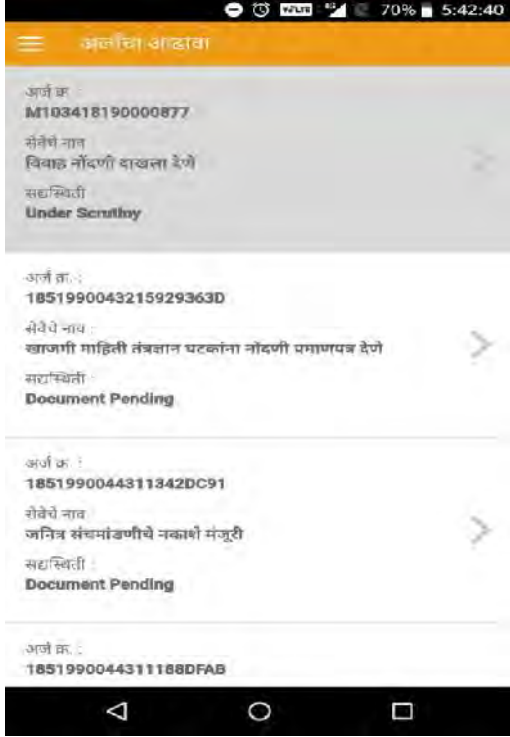 70% 5:42:40
अर्जाचा आढावा
अर्ज क्र. :
M103418190000877
सेवेचे नाव
विवाह नोंदणी दाखला देणे
सद्यस्थिती
Under Scrutiny
अर्ज क्र. :
1851990043215929363D
सेवेचे नाव :
खाजगी माहिती तंत्रज्ञान घटकांना नोंदणी प्रमाणपत्र देणे
सद्यस्थिती :
Document Pending
अर्ज क्र. :
1851990044311342DC91
सेवेचे नाव
जनित्र संचमांडणीचे नकाशे मंजूरी
सद्यस्थिती :
Document Pending
अर्ज क्र. :
1851990044311188DFAB